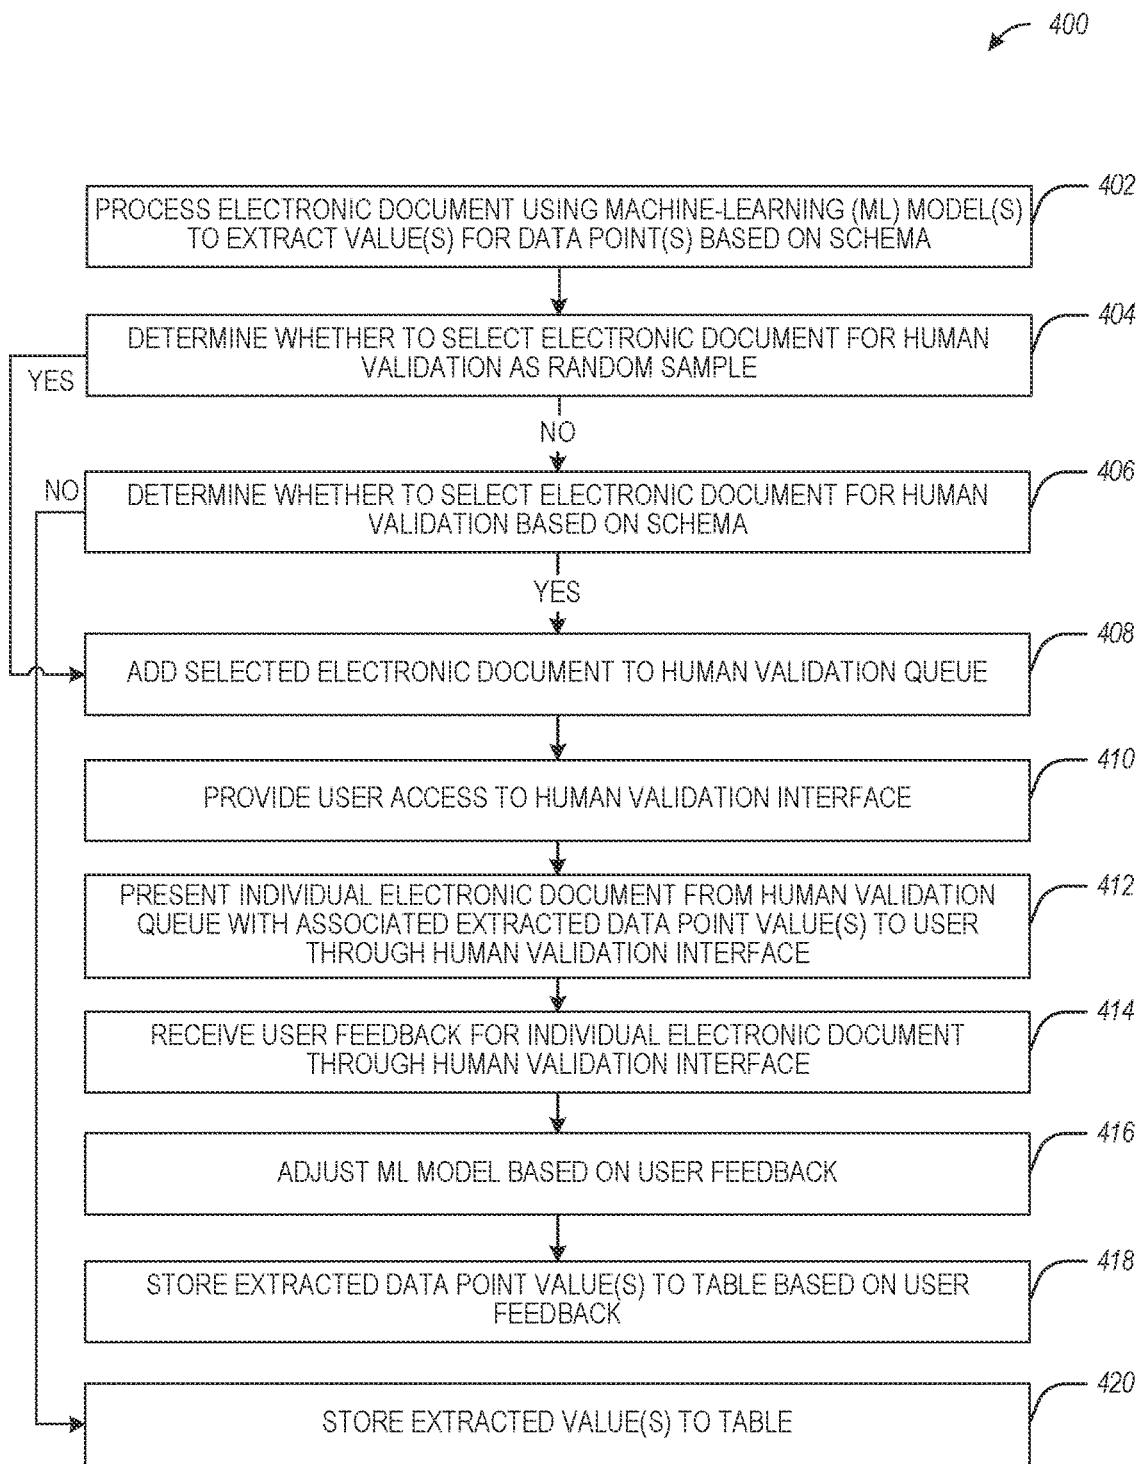 400
402
PROCESS ELECTRONIC DOCUMENT USING MACHINE-LEARNING (ML) MODEL(S)
TO EXTRACT VALUE(S) FOR DATA POINT(S) BASED ON SCHEMA
404
DETERMINE WHETHER TO SELECT ELECTRONIC DOCUMENT FOR HUMAN
VALIDATION AS RANDOM SAMPLE
YES
NO
406
NO
DETERMINE WHETHER TO SELECT ELECTRONIC DOCUMENT FOR HUMAN
VALIDATION BASED ON SCHEMA
YES
408
ADD SELECTED ELECTRONIC DOCUMENT TO HUMAN VALIDATION QUEUE
410
PROVIDE USER ACCESS TO HUMAN VALIDATION INTERFACE
412
PRESENT INDIVIDUAL ELECTRONIC DOCUMENT FROM HUMAN VALIDATION
QUEUE WITH ASSOCIATED EXTRACTED DATA POINT VALUE(S) TO USER
THROUGH HUMAN VALIDATION INTERFACE
414
RECEIVE USER FEEDBACK FOR INDIVIDUAL ELECTRONIC DOCUMENT
THROUGH HUMAN VALIDATION INTERFACE
416
ADJUST ML MODEL BASED ON USER FEEDBACK
418
STORE EXTRACTED DATA POINT VALUE(S) TO TABLE BASED ON USER
FEEDBACK
420
STORE EXTRACTED VALUE(S) TO TABLE